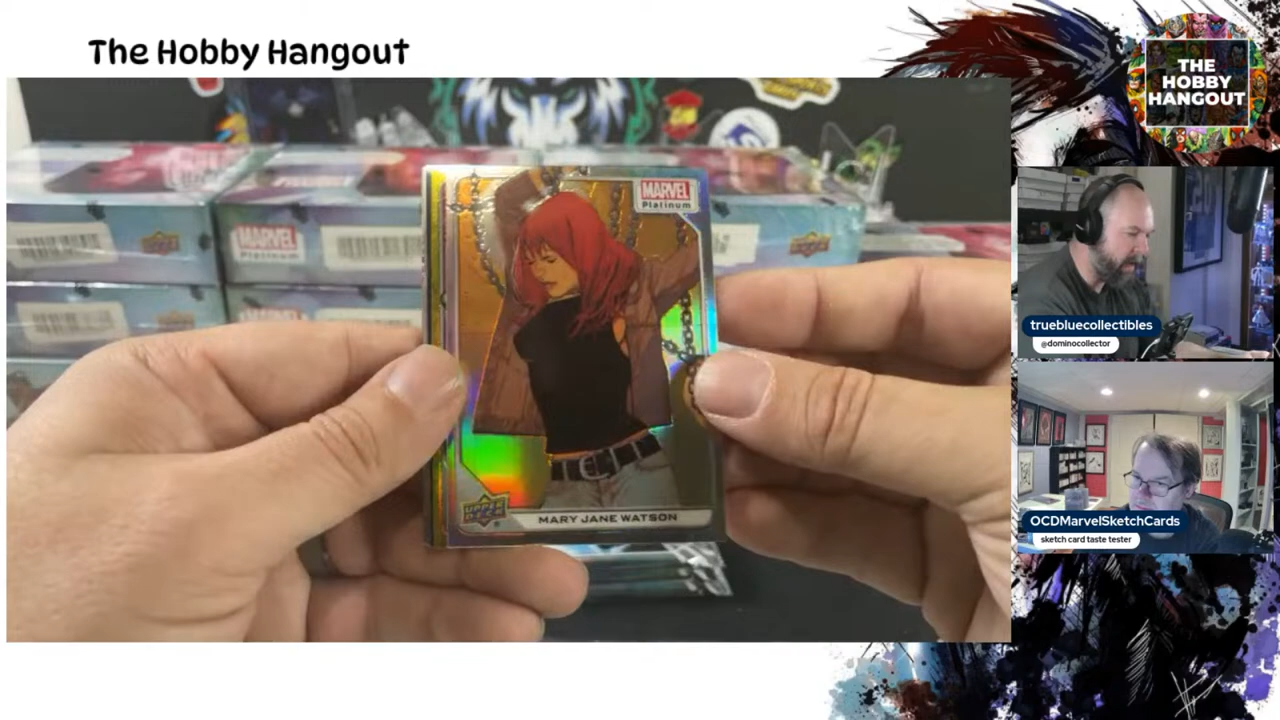 The Hobby Hangout
THE
HOBBY
HANGOUT
MARVEL
Platinum
MARVEL
Platinum
UPPER
DECK
MARY JANE WATSON
truebluecollectibles
@dominocollector
OCDMarvelSketchCards
sketch card taste tester